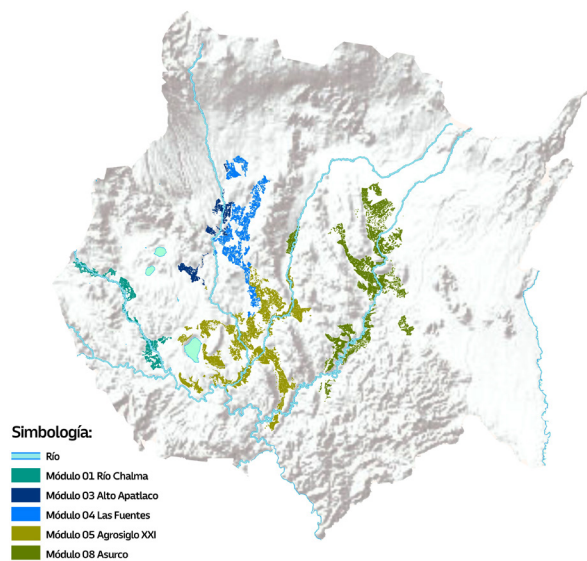 Simbología:
Río
Módulo 01 Río Chalma
Módulo 03 Alto Apatlaco
Módulo 04 Las Fuentes
Módulo 05 Agrosiglo XXI
Módulo 08 Asurco